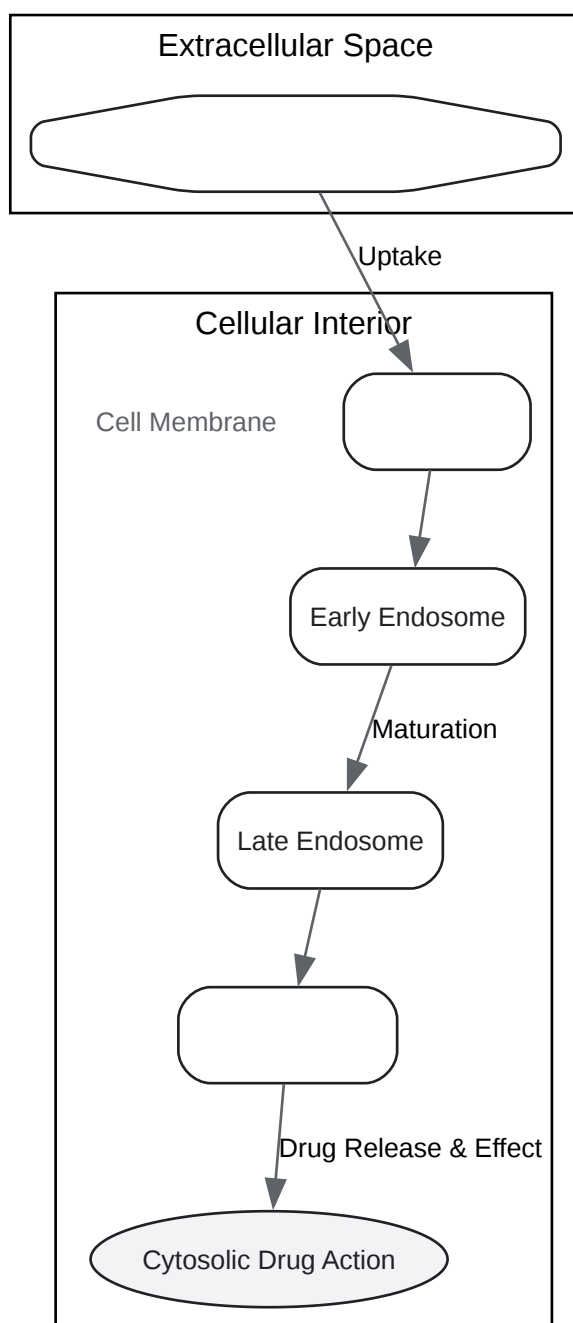 Extracellular Space
Uptake
Cellular Interior
Cell Membrane
Early Endosome
Maturation
Late Endosome
Drug Release & Effect
Cytosolic Drug Action